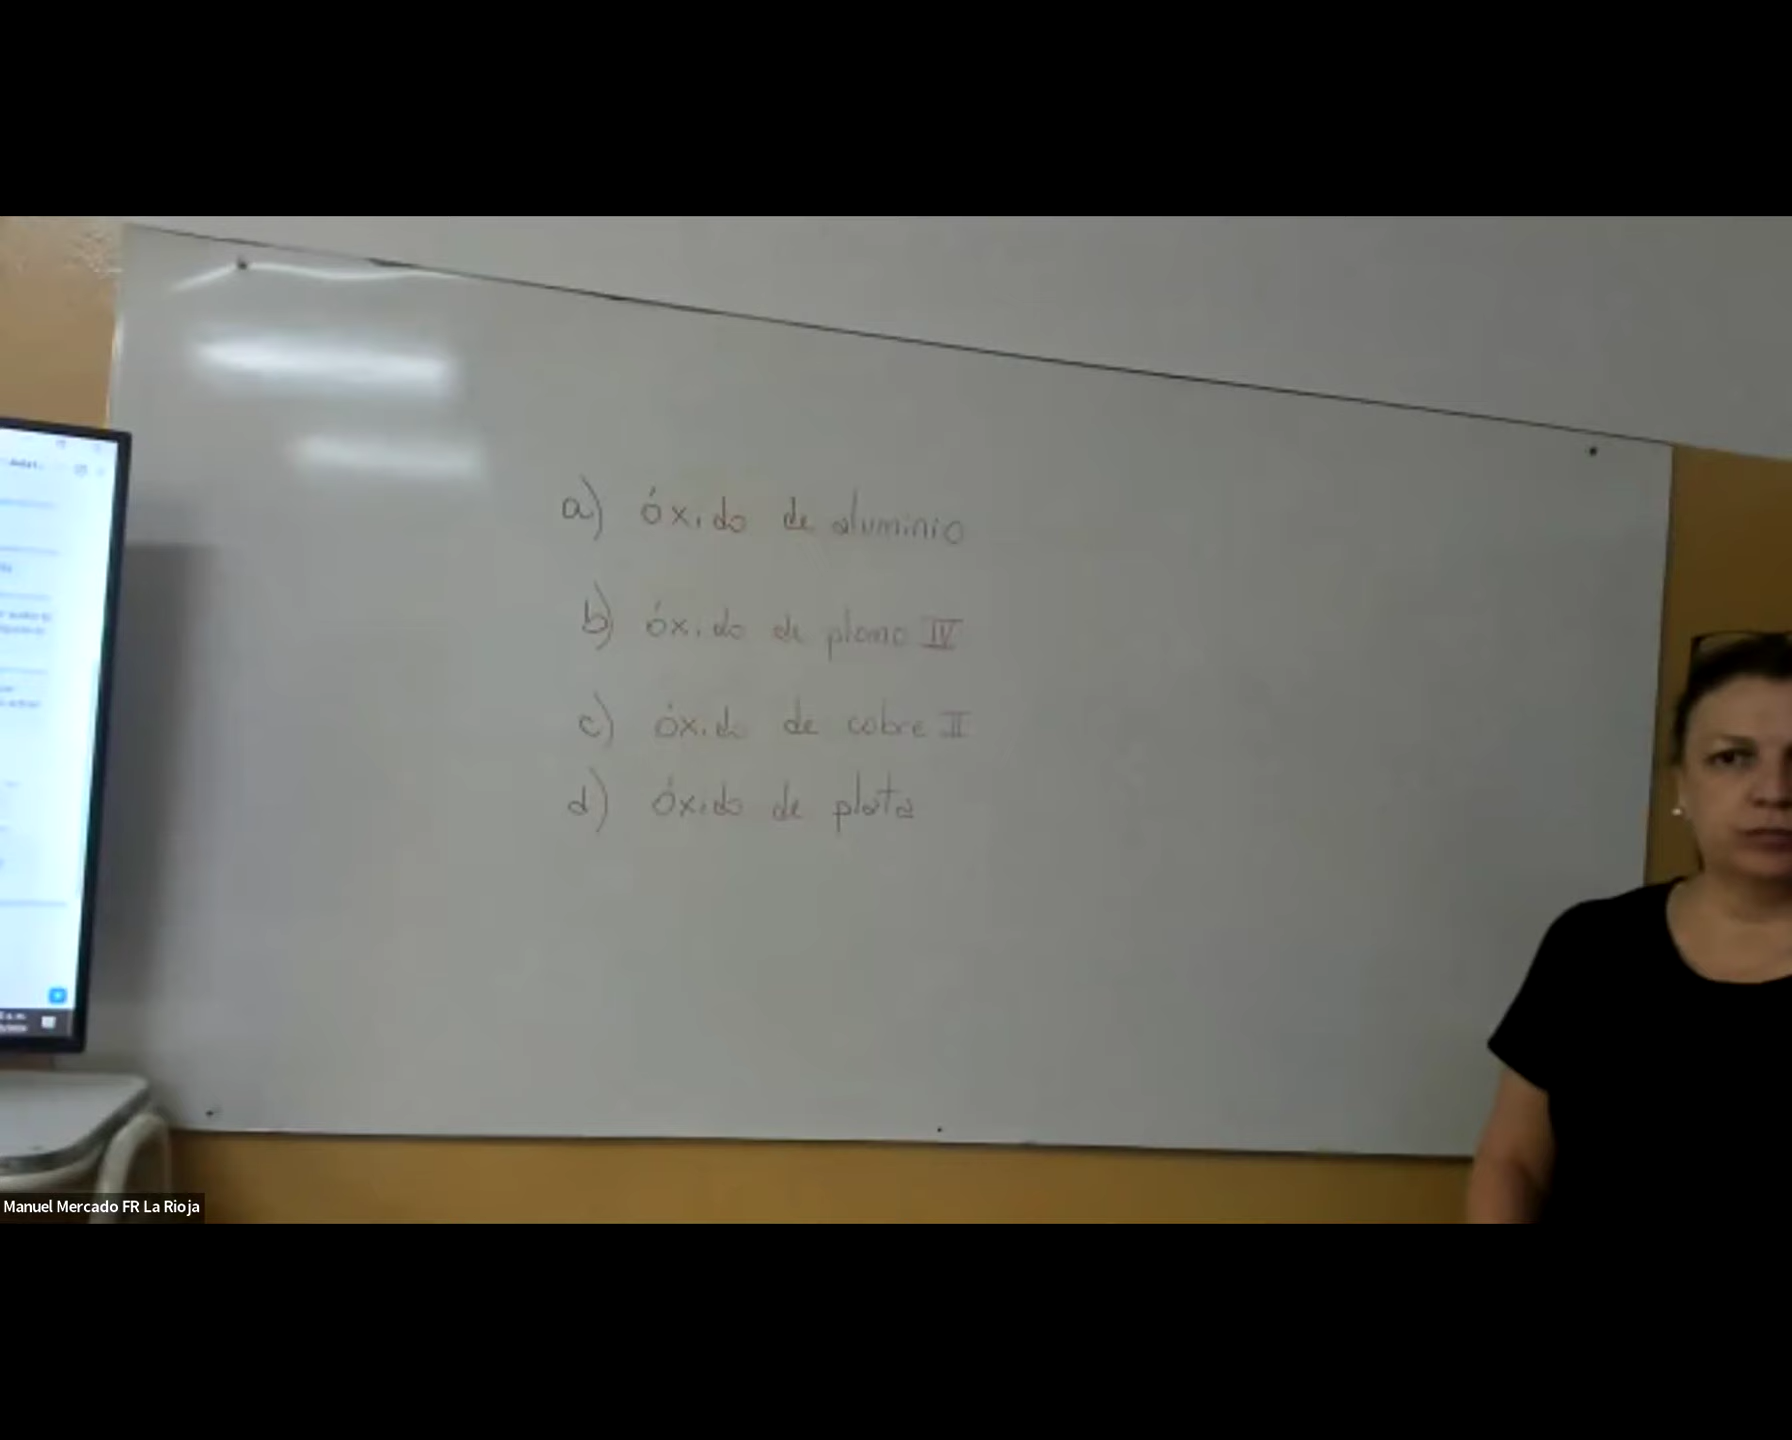 a) óxido de aluminio
b) óxido de plomo IV
c) óxido de cobre II
d) óxido de plata
Manuel Mercado FR La Rioja